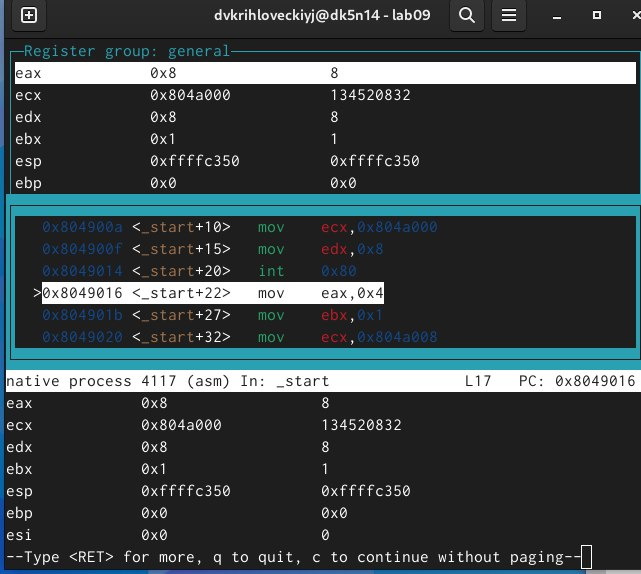 dvkrihloveckiyj@dk5n14 - lab09
Register group: general
eax 0x8 8
ecx 0x804a000 134520832
edx 0x8 8
ebx 0x1 1
esp 0xffffc350 0xffffc350
ebp 0x0 0x0
0x804900a <_start+10> mov ecx,0x804a000
0x804900f <_start+15> mov edx,0x8
0x8049014 <_start+20> int 0x80
>0x8049016 <_start+22> mov eax,0x4
0x804901b <_start+27> mov ebx,0x1
0x8049020 <_start+32> mov ecx,0x804a008
native process 4117 (asm) In: _start L17 PC: 0x8049016
eax 0x8 8
ecx 0x804a000 134520832
edx 0x8 8
ebx 0x1 1
esp 0xffffc350 0xffffc350
ebp 0x0 0x0
esi 0x0 0
--Type <RET> for more, q to quit, c to continue without paging--